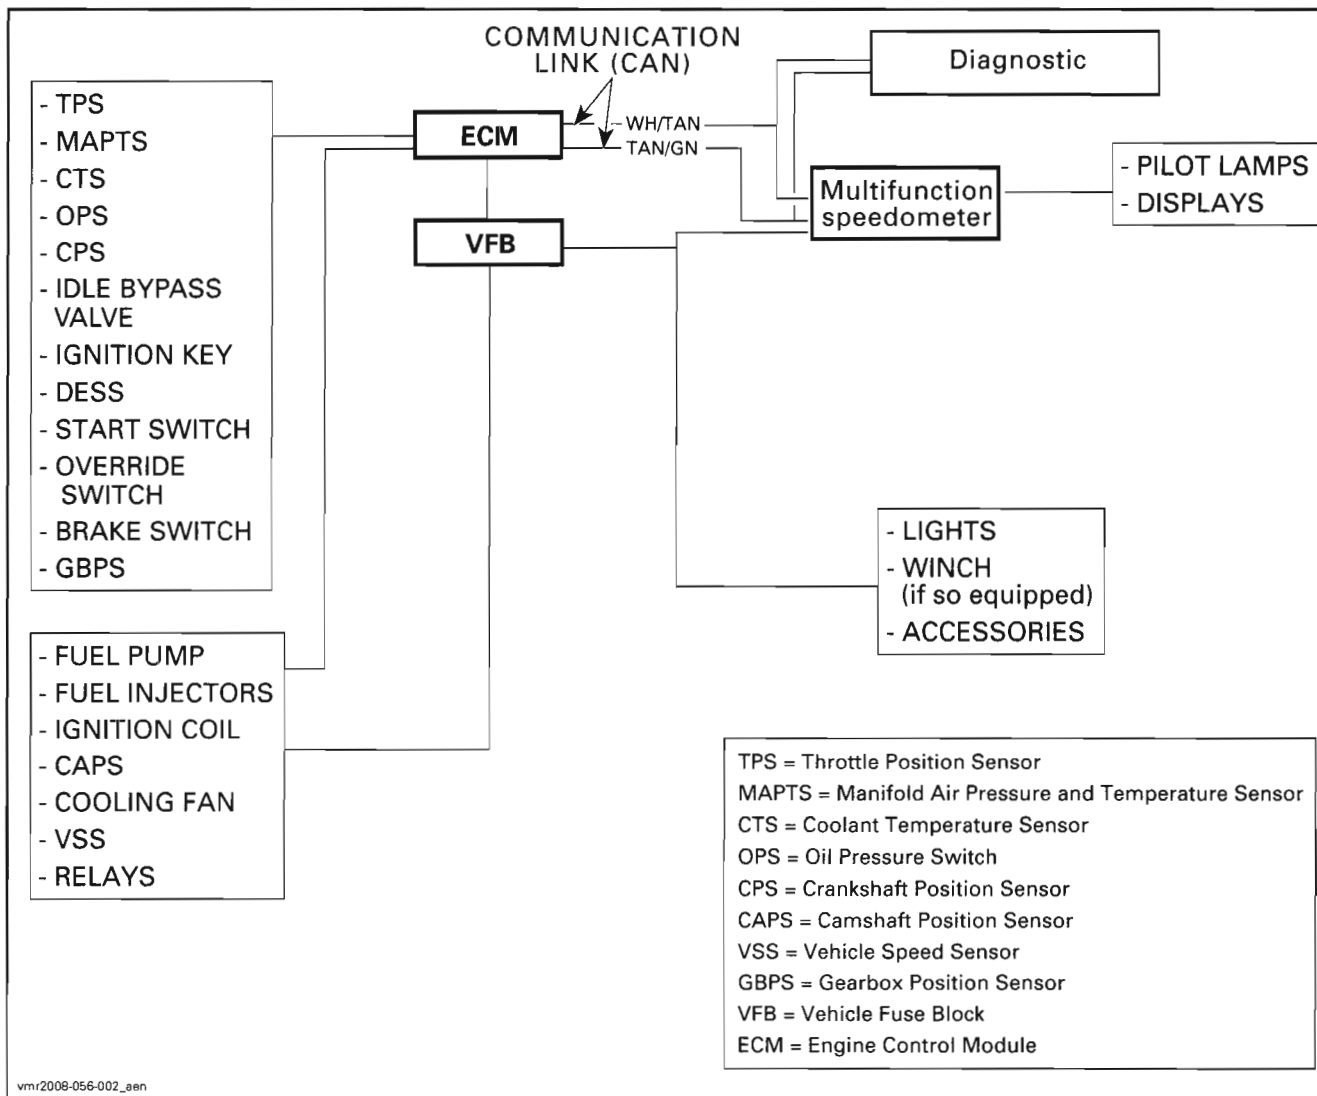 COMMUNICATION
LINK (CAN)
Diagnostic
- TPS
- MAPTS
- CTS
- OPS
- CPS
- IDLE BYPASS
VALVE
- IGNITION KEY
- DESS
- START SWITCH
- OVERRIDE
SWITCH
- BRAKE SWITCH
- GBPS
ECM
WH/TAN
TAN/GN
VFB
Multifunction
speedometer
- PILOT LAMPS
- DISPLAYS
- LIGHTS
- WINCH
(if so equipped)
- ACCESSORIES
- FUEL PUMP
- FUEL INJECTORS
- IGNITION COIL
- CAPS
- COOLING FAN
- VSS
- RELAYS
TPS = Throttle Position Sensor
MAPTS = Manifold Air Pressure and Temperature Sensor
CTS = Coolant Temperature Sensor
OPS = Oil Pressure Switch
CPS = Crankshaft Position Sensor
CAPS = Camshaft Position Sensor
VSS = Vehicle Speed Sensor
GBPS = Gearbox Position Sensor
VFB = Vehicle Fuse Block
ECM = Engine Control Module
vmr2008-056-002_aen